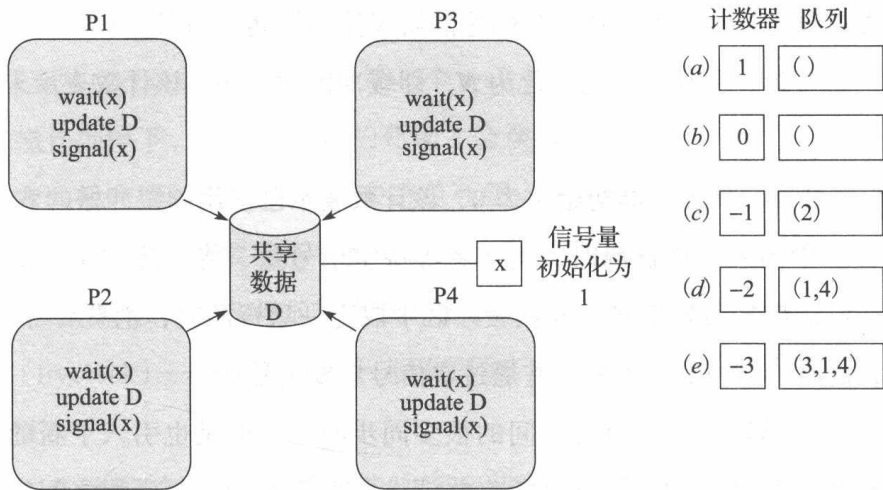 P1
wait(x)
update D
signal(x)
P3
wait(x)
update D
signal(x)
共享
数据
D
x
信号量
初始化为
1
P2
wait(x)
update D
signal(x)
P4
wait(x)
update D
signal(x)
计数器 队列
(a) 1 ( )
(b) 0 ( )
(c) −1 (2)
(d) −2 (1,4)
(e) −3 (3,1,4)